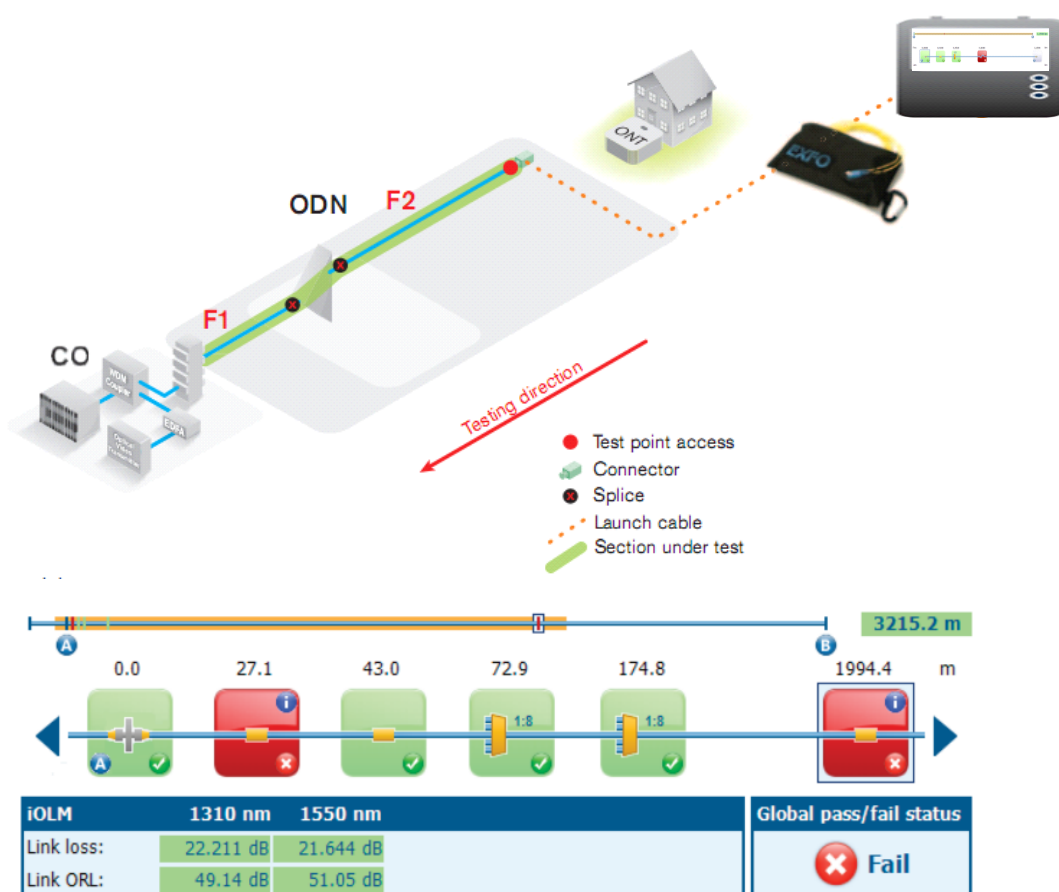 ONT
EXFO
ODN
F2
F1
CO
WDM
Coupler
EDFA
Testing direction
Test point access
Connector
Splice
Launch cable
Section under test
3215.2 m
A
B
0.0 27.1 43.0 72.9 174.8 1994.4 m
i i
1:8 1:8
A
iOLM 1310 nm 1550 nm Global pass/fail status
Link loss: 22.211 dB 21.644 dB Fail
Link ORL: 49.14 dB 51.05 dB